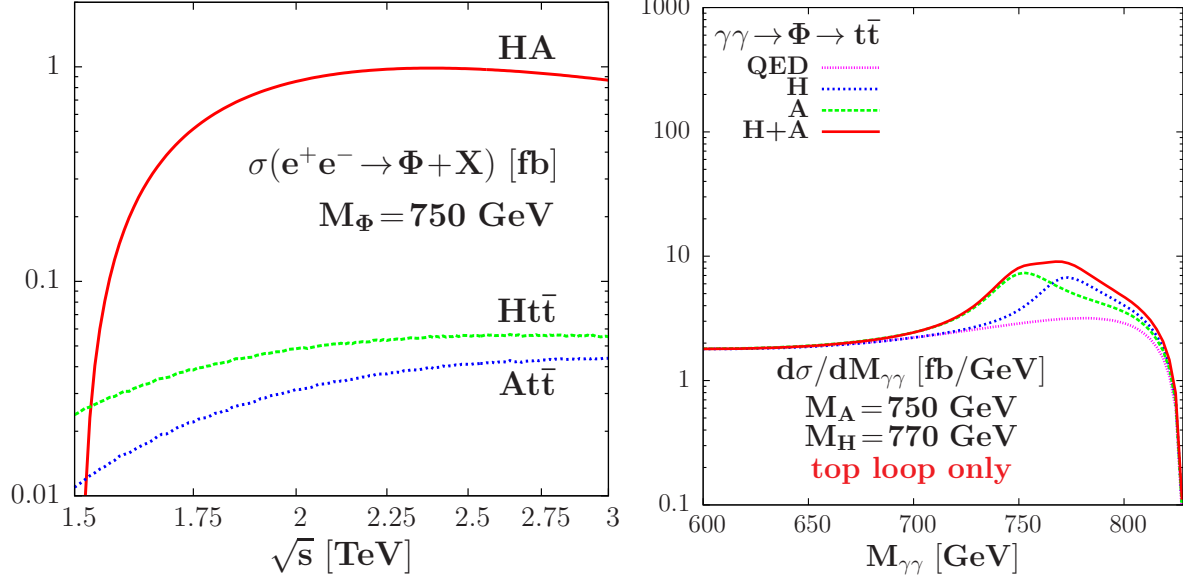 1
0.1
0.01
1.5
1.75
2
2.25
2.5
2.75
3
√s [TeV]
HA
σ(e⁺e⁻→Φ+X) [fb]
M_Φ=750 GeV
Htt̄
Att̄
1000
100
10
1
0.1
600
650
700
750
800
M_γγ [GeV]
γγ→Φ→tt̄
QED
H
A
H+A
dσ/dM_γγ [fb/GeV]
M_A=750 GeV
M_H=770 GeV
top loop only